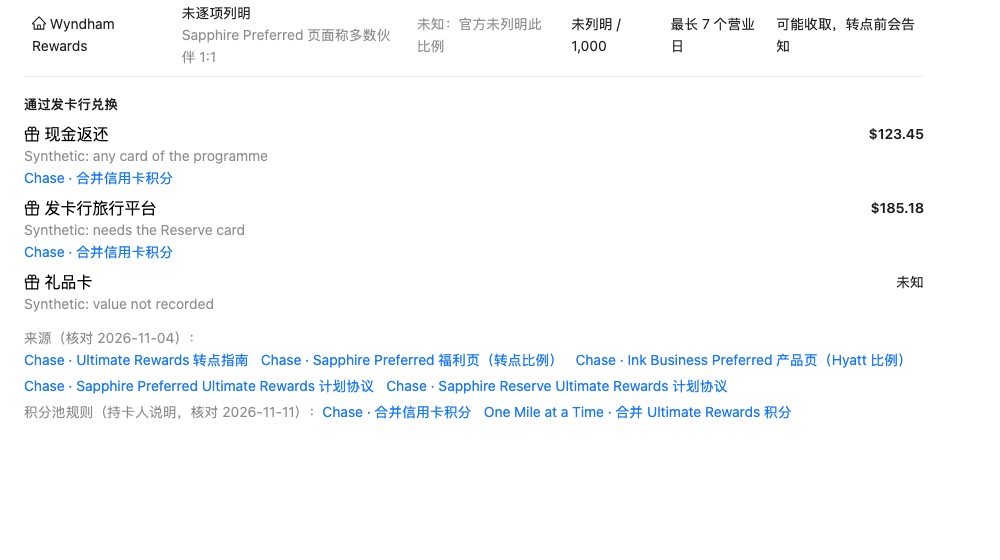 Wyndham Rewards
未逐项列明
Sapphire Preferred 页面称多数伙伴 1:1
未知：官方未列明此比例
未列明 / 1,000
最长 7 个营业日
可能收取，转点前会告知
通过发卡行兑换
现金返还 $123.45
Synthetic: any card of the programme
Chase · 合并信用卡积分
发卡行旅行平台 $185.18
Synthetic: needs the Reserve card
Chase · 合并信用卡积分
礼品卡 未知
Synthetic: value not recorded
来源（核对 2026-11-04）：
Chase · Ultimate Rewards 转点指南 Chase · Sapphire Preferred 福利页（转点比例） Chase · Ink Business Preferred 产品页（Hyatt 比例）
Chase · Sapphire Preferred Ultimate Rewards 计划协议 Chase · Sapphire Reserve Ultimate Rewards 计划协议
积分池规则（持卡人说明，核对 2026-11-11）： Chase · 合并信用卡积分 One Mile at a Time · 合并 Ultimate Rewards 积分